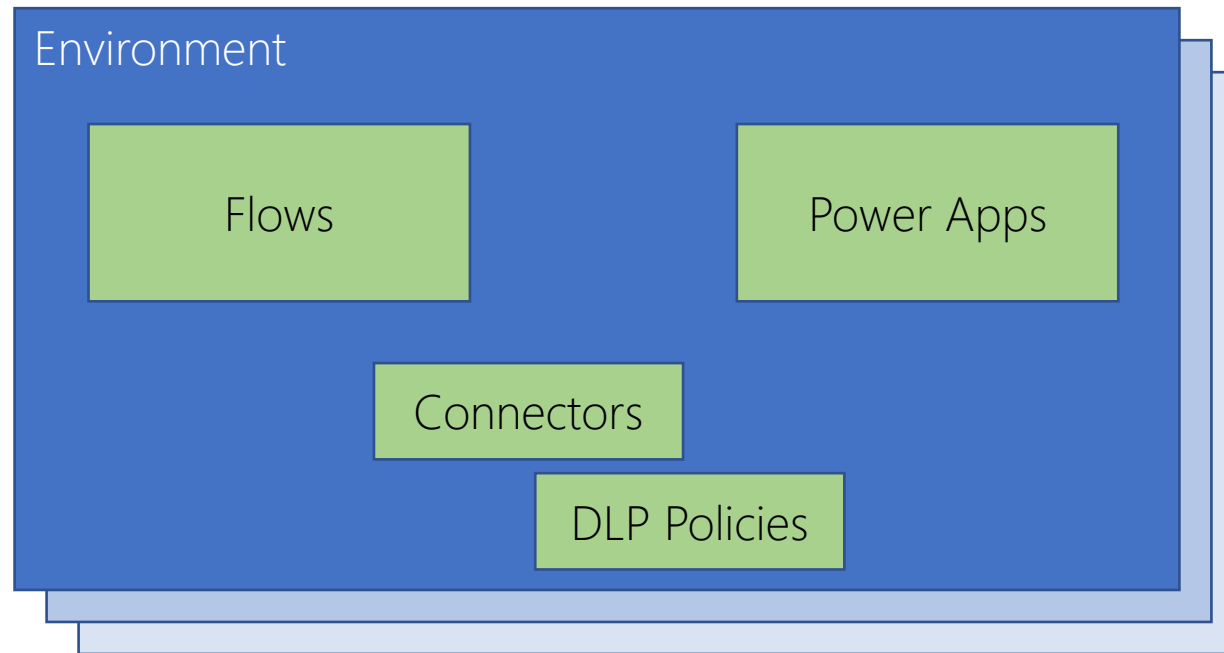 Environment
Flows
Power Apps
Connectors
DLP Policies